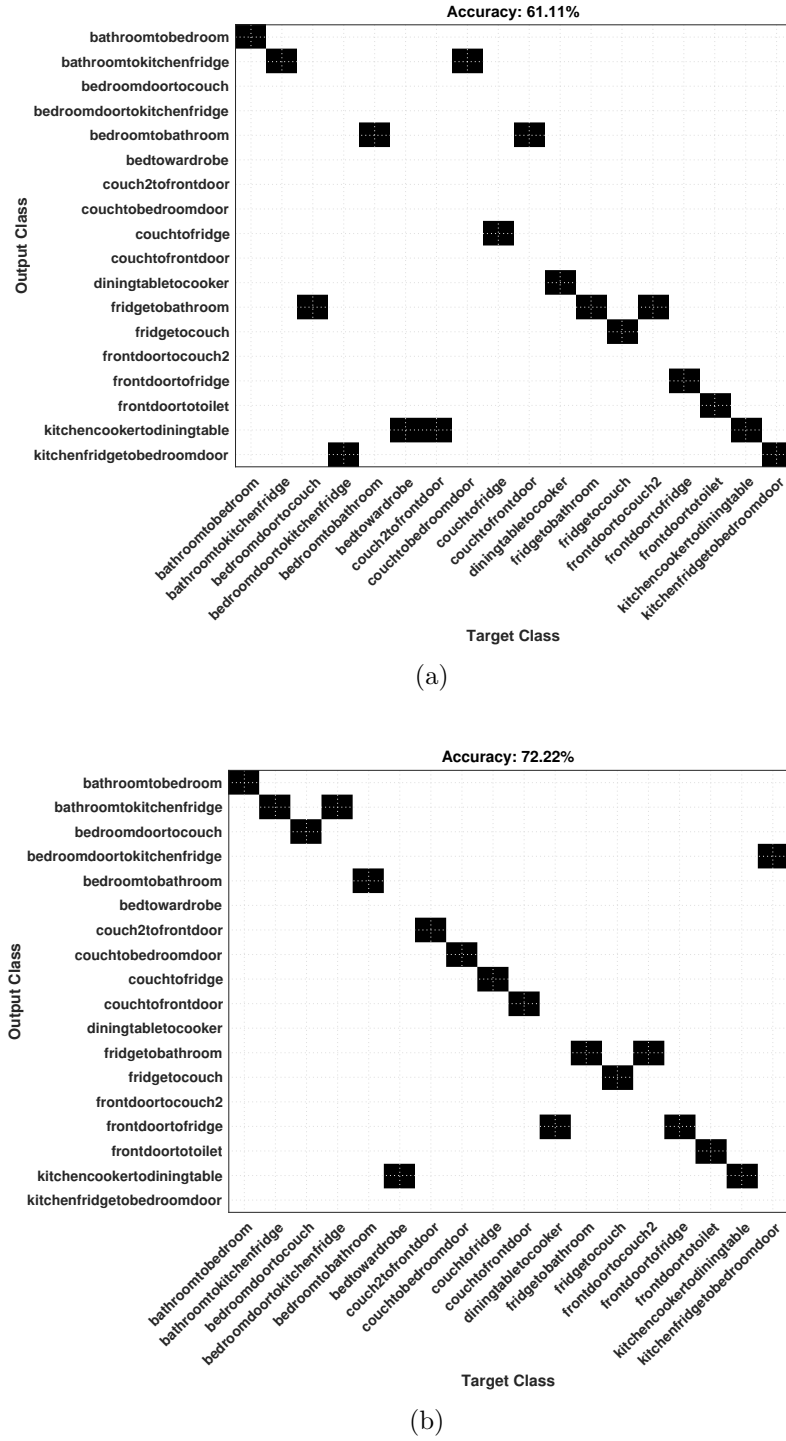 Accuracy: 61.11%
bathroomtobedroom
bathroomtokitchenfridge
bedroomdoortocouch
bedroomdoortokitchenfridge
bedroomtobathroom
bedtowardrobe
couch2tofrontdoor
couchtobedroomdoor
couchtofridge
couchtofrontdoor
diningtabletocooker
fridgetobathroom
fridgetocouch
frontdoortocouch2
frontdoortofridge
frontdoortotoilet
kitchencookertodiningtable
kitchenfridgetobedroomdoor
Output Class
bathroomtobedroom
bathroomtokitchenfridge
bedroomdoortocouch
bedroomdoortokitchenfridge
bedroomtobathroom
bedtowardrobe
couch2tofrontdoor
couchtobedroomdoor
couchtofridge
couchtofrontdoor
diningtabletocooker
fridgetobathroom
fridgetocouch
frontdoortocouch2
frontdoortofridge
frontdoortotoilet
kitchencookertodiningtable
kitchenfridgetobedroomdoor
Target Class
(a)
Accuracy: 72.22%
bathroomtobedroom
bathroomtokitchenfridge
bedroomdoortocouch
bedroomdoortokitchenfridge
bedroomtobathroom
bedtowardrobe
couch2tofrontdoor
couchtobedroomdoor
couchtofridge
couchtofrontdoor
diningtabletocooker
fridgetobathroom
fridgetocouch
frontdoortocouch2
frontdoortofridge
frontdoortotoilet
kitchencookertodiningtable
kitchenfridgetobedroomdoor
Output Class
bathroomtobedroom
bathroomtokitchenfridge
bedroomdoortocouch
bedroomdoortokitchenfridge
bedroomtobathroom
bedtowardrobe
couch2tofrontdoor
couchtobedroomdoor
couchtofridge
couchtofrontdoor
diningtabletocooker
fridgetobathroom
fridgetocouch
frontdoortocouch2
frontdoortofridge
frontdoortotoilet
kitchencookertodiningtable
kitchenfridgetobedroomdoor
Target Class
(b)